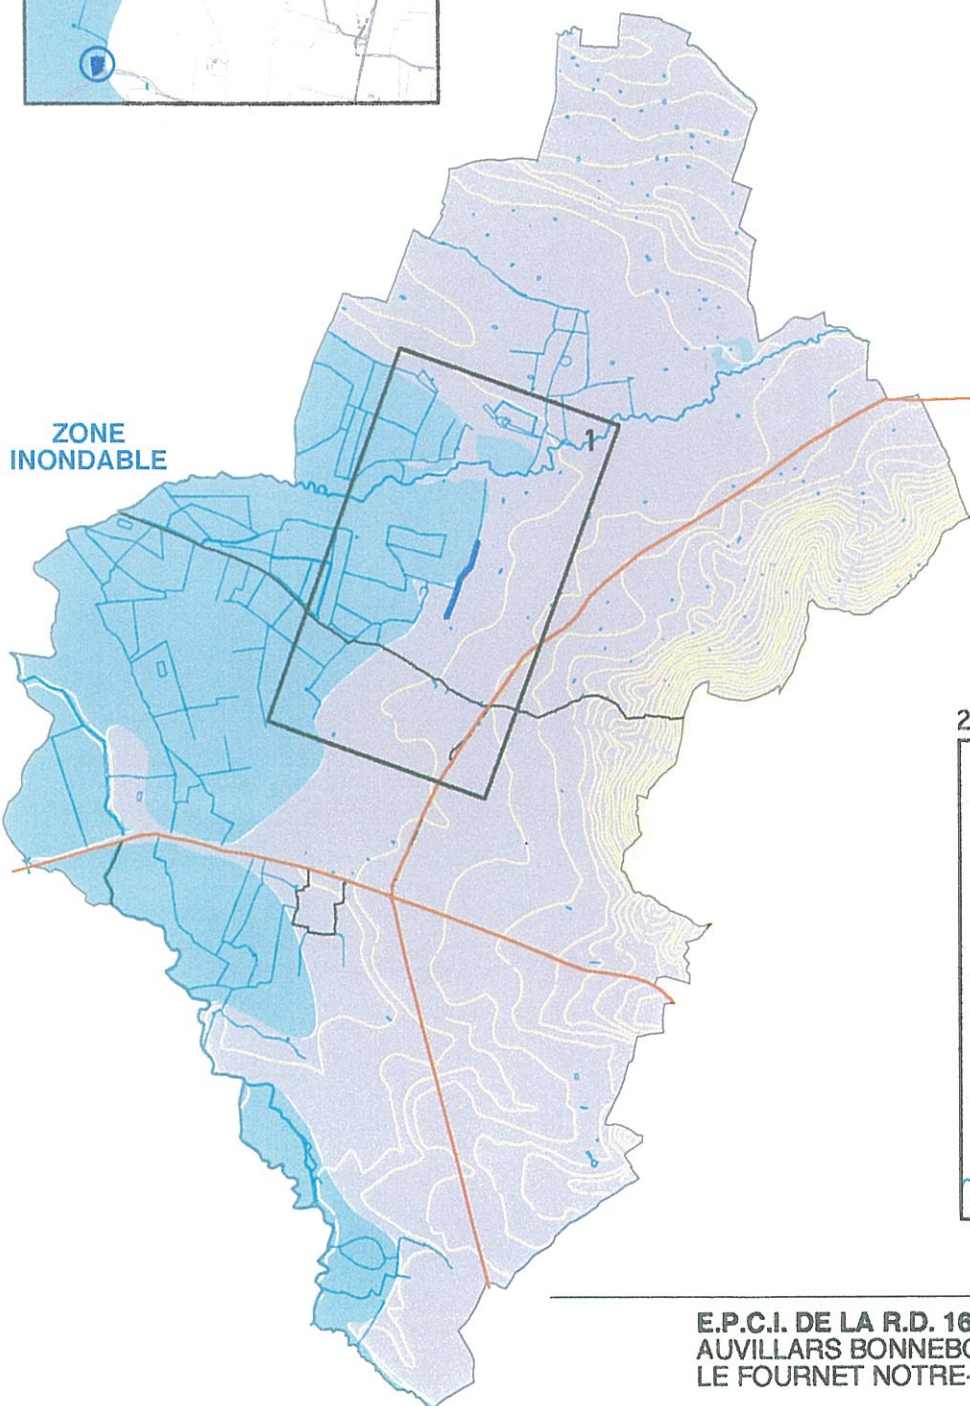 ZONE
INONDABLE
1
2
E.P.C.I. DE LA R.D. 16
AUVILLARS BONNEBO
LE FOURNET NOTRE-